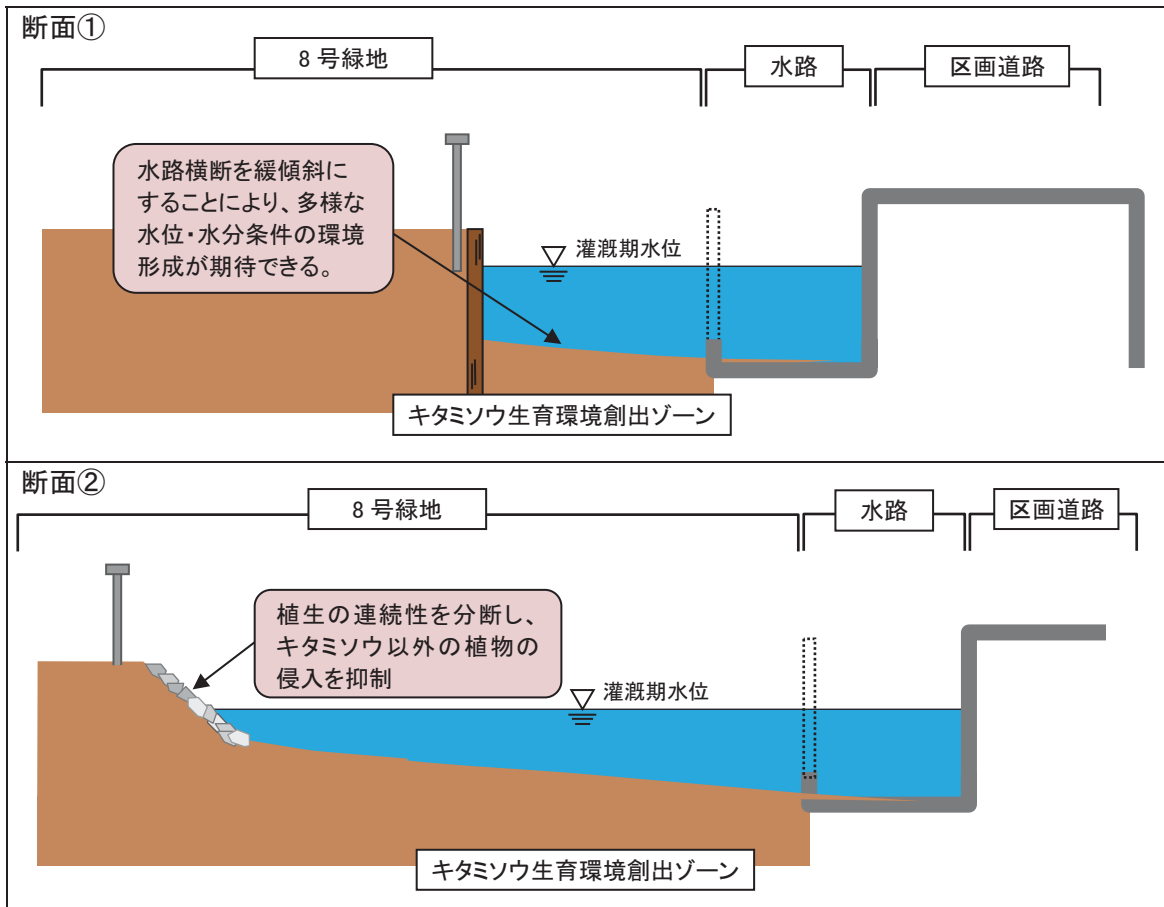 断面①
8号緑地
水路
区画道路
水路横断を緩傾斜に
することにより、多様な
水位・水分条件の環境
形成が期待できる。
灌漑期水位
キタミソウ生育環境創出ゾーン
断面②
8号緑地
水路
区画道路
植生の連続性を分断し、
キタミソウ以外の植物の
侵入を抑制
灌漑期水位
キタミソウ生育環境創出ゾーン